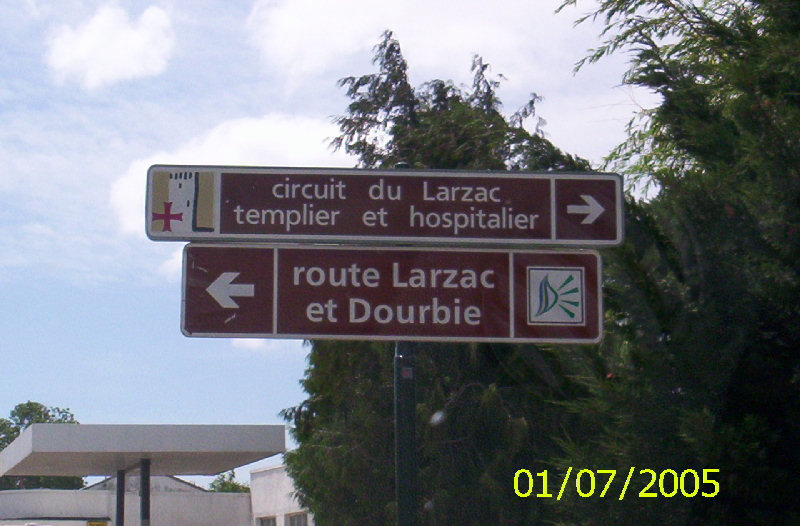 circuit du Larzac
templier et hospitalier
route Larzac
et Dourbie
01/07/2005